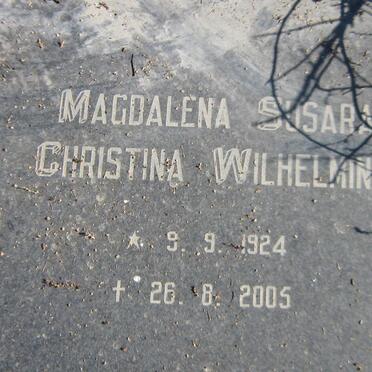 MAGDALENA SUSARA
CHRISTINA WILHELMIN
* 9. 9. 1924
† 26. 8. 2005